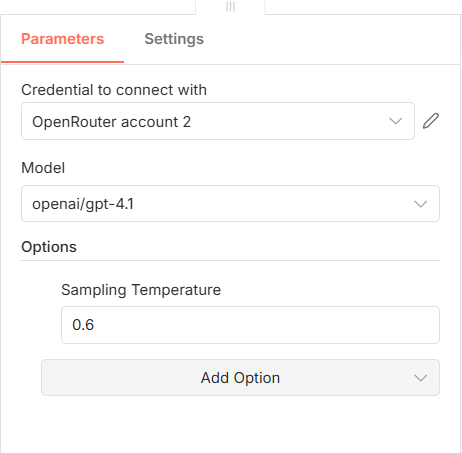 Parameters Settings
Credential to connect with
OpenRouter account 2
Model
openai/gpt-4.1
Options
Sampling Temperature
0.6
Add Option